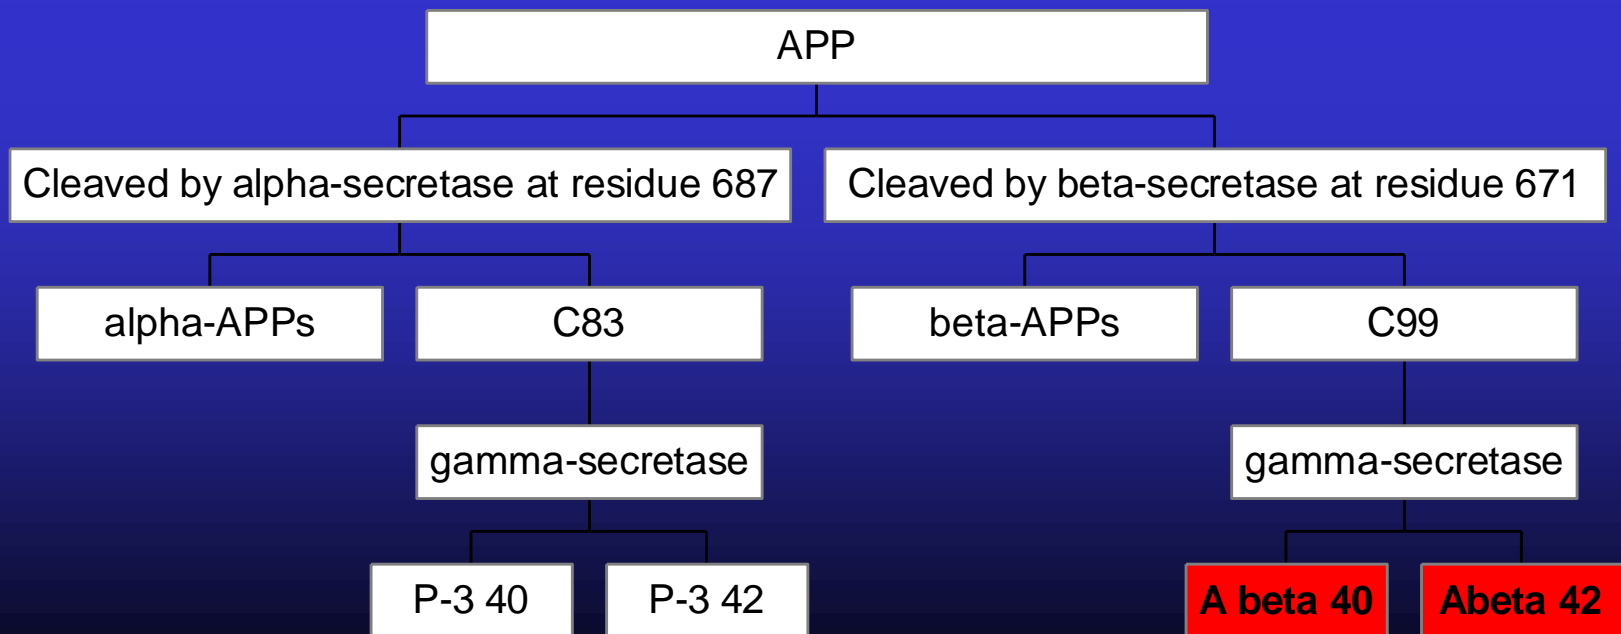 APP
Cleaved by alpha-secretase at residue 687
Cleaved by beta-secretase at residue 671
alpha-APPs
C83
beta-APPs
C99
gamma-secretase
gamma-secretase
P-3 40
P-3 42
A beta 40
Abeta 42